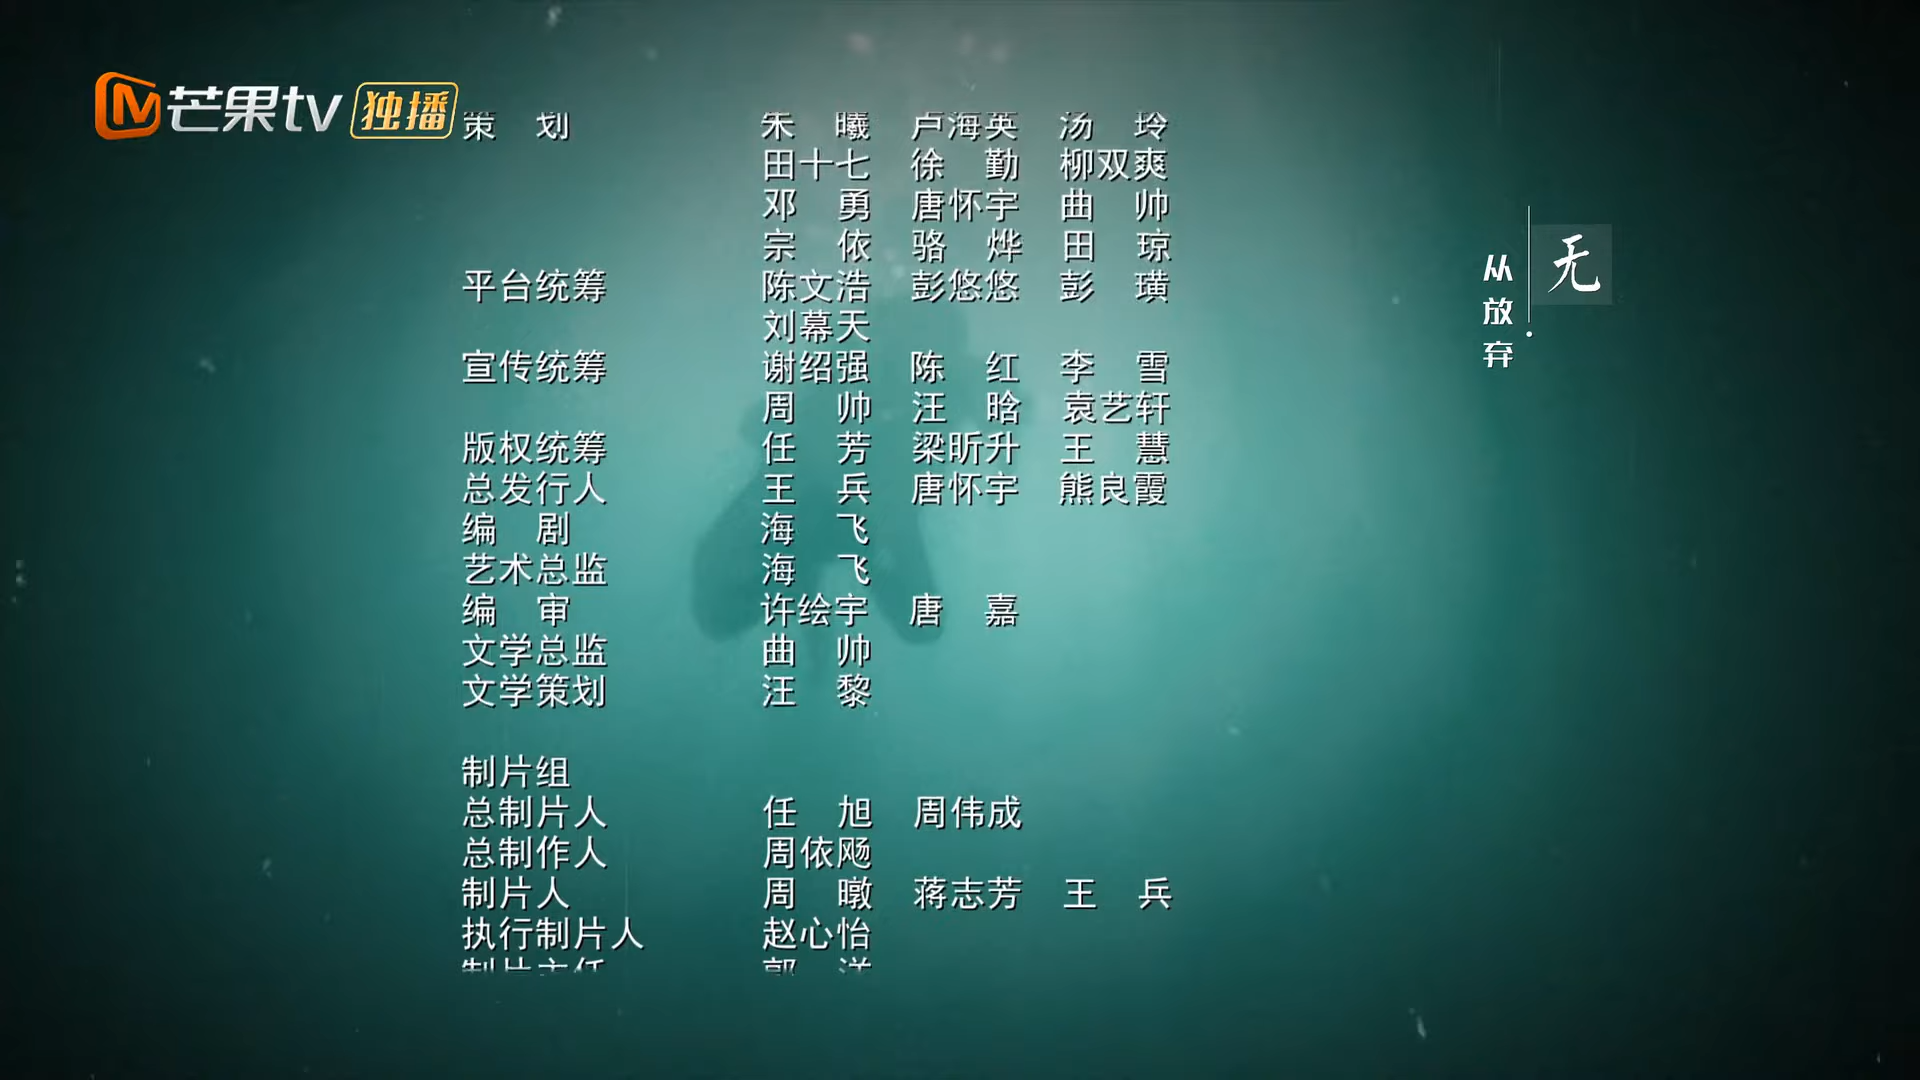 芒果tv 独播
策 划 朱 曦 卢海英 汤 玲
田十七 徐 勤 柳双爽
邓 勇 唐怀宇 曲 帅
宗 依 骆 烨 田 琼
平台统筹 陈文浩 彭悠悠 彭 璜
刘幕天
宣传统筹 谢绍强 陈 红 李 雪
周 帅 汪 晗 袁艺轩
版权统筹 任 芳 梁昕升 王 慧
总发行人 王 兵 唐怀宇 熊良霞
编 剧 海 飞
艺术总监 海 飞
编 审 许绘宇 唐 嘉
文学总监 曲 帅
文学策划 汪 黎
制片组
总制片人 任 旭 周伟成
总制作人 周依飏
制片人 周 暾 蒋志芳 王 兵
执行制片人 赵心怡
制片主任 郭 洋
无
从放弃